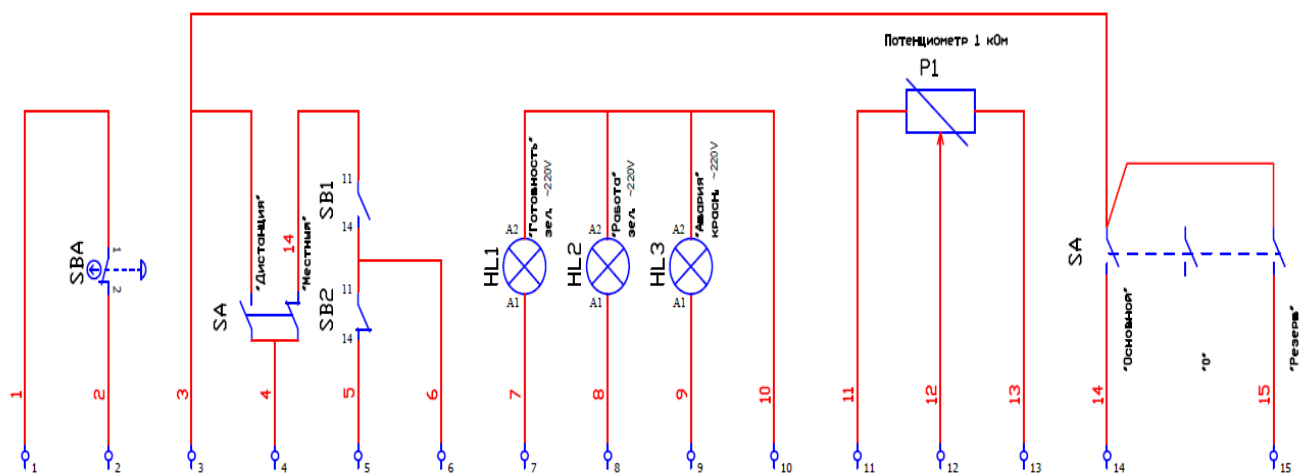 Потенциометр 1 кОм
P1
SBA
1
2
SA
"Дистанция"
14
"Местный"
SB1
11
14
SB2
11
14
HL1
A2
A1
"Готовность"
зел. ~220V
HL2
A2
A1
"Работа"
зел. ~220V
HL3
A2
A1
"Авария"
красн. ~220V
SA
"Основной"
"0"
"Резерв"
1
2
3
4
5
6
7
8
9
10
11
12
13
14
15
1
2
3
4
5
6
7
8
9
10
11
12
13
14
15